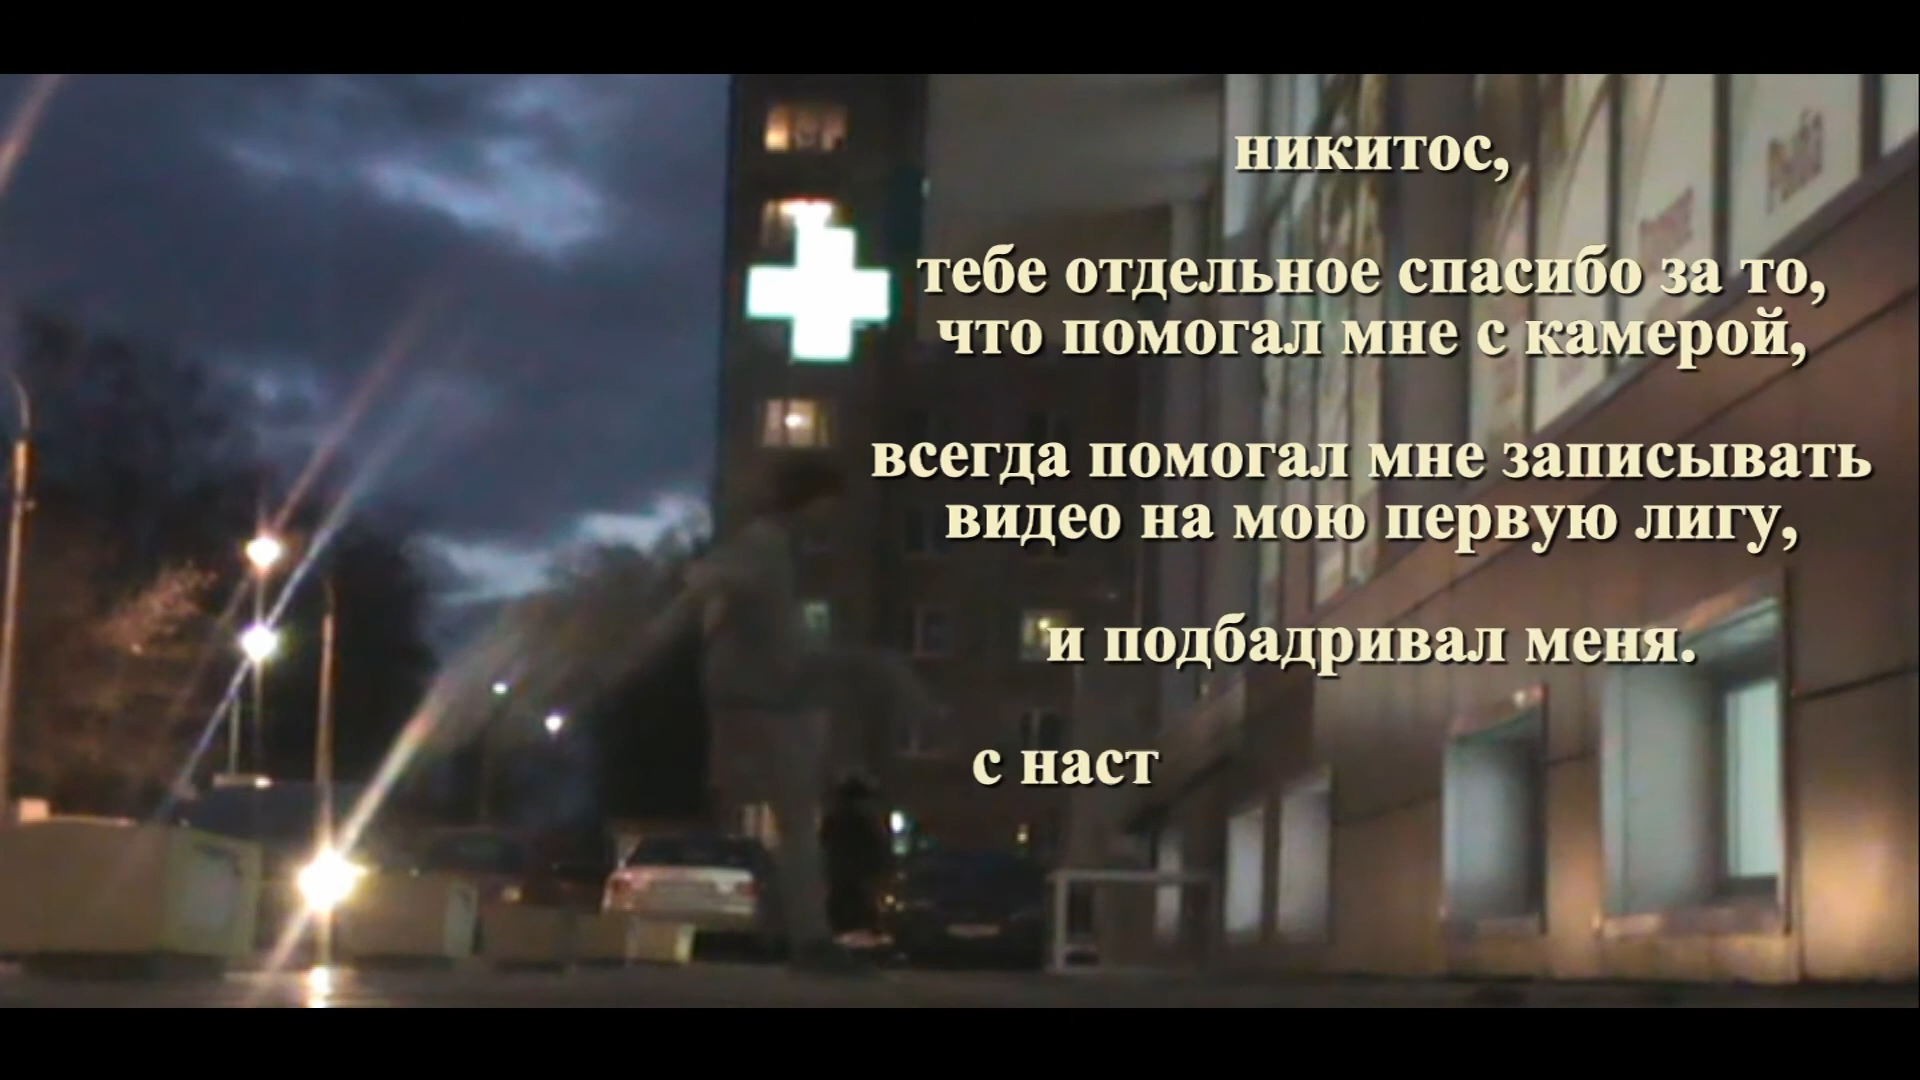 никитос,
тебе отдельное спасибо за то,
что помогал мне с камерой,
всегда помогал мне записывать
видео на мою первую лигу,
и подбадривал меня.
с наст